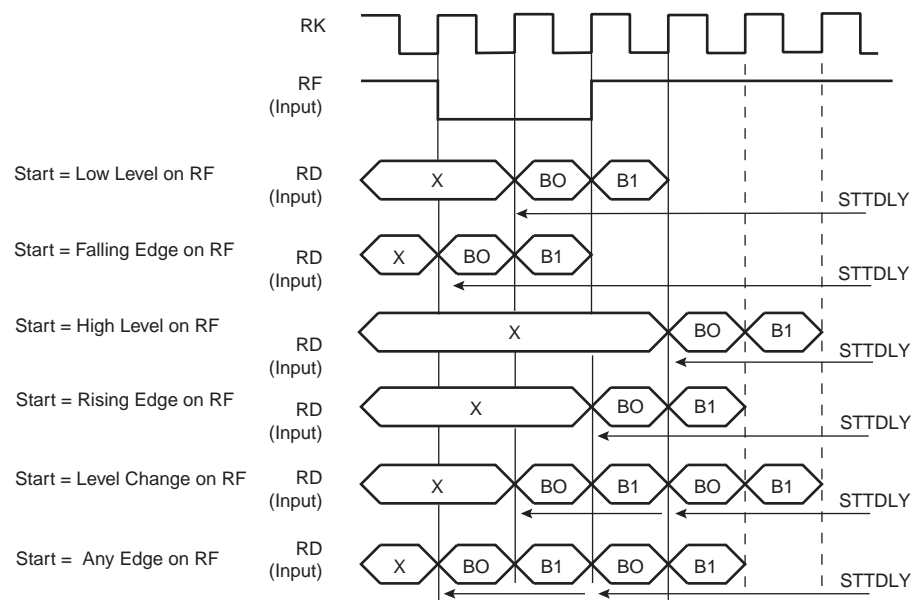 RK
RF
(Input)
Start = Low Level on RF
RD
(Input)
X
BO
B1
STTDLY
Start = Falling Edge on RF
RD
(Input)
X
BO
B1
STTDLY
Start = High Level on RF
RD
(Input)
X
BO
B1
STTDLY
Start = Rising Edge on RF
RD
(Input)
X
BO
B1
STTDLY
Start = Level Change on RF
RD
(Input)
X
BO
B1
BO
B1
STTDLY
Start = Any Edge on RF
RD
(Input)
X
BO
B1
BO
B1
STTDLY